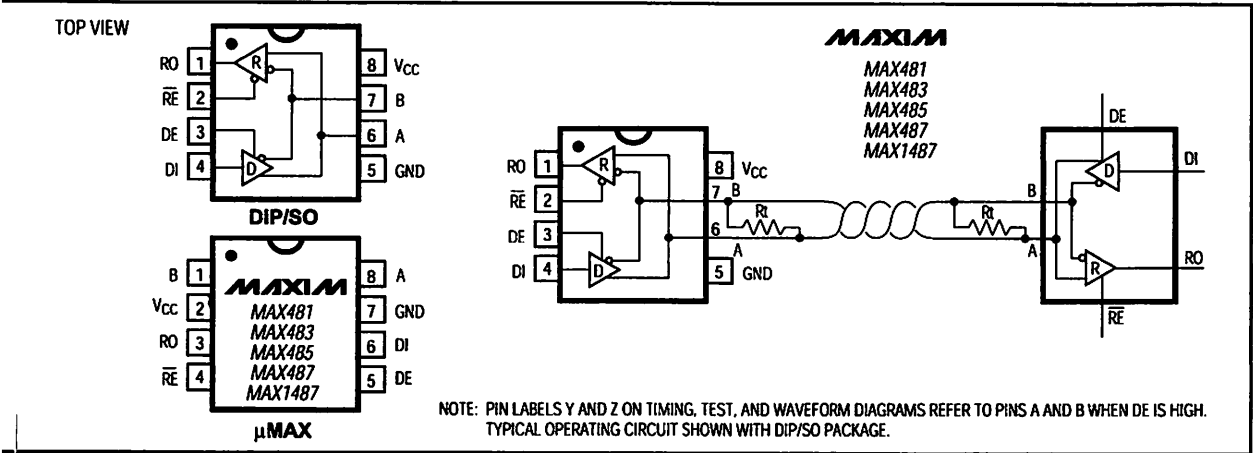 TOP VIEW
RO 1
RE 2
DE 3
DI 4
8 VCC
7 B
6 A
5 GND
R
D
DIP/SO
B 1
VCC 2
RO 3
RE 4
8 A
7 GND
6 DI
5 DE
MAXIM
MAX481
MAX483
MAX485
MAX487
MAX1487
µMAX
MAXIM
MAX481
MAX483
MAX485
MAX487
MAX1487
RO 1
RE 2
DE 3
DI 4
R
D
8 VCC
7 B
6 A
5 GND
Rt
Rt
B
A
DE
D
DI
R
RO
RE
NOTE: PIN LABELS Y AND Z ON TIMING, TEST, AND WAVEFORM DIAGRAMS REFER TO PINS A AND B WHEN DE IS HIGH.
TYPICAL OPERATING CIRCUIT SHOWN WITH DIP/SO PACKAGE.